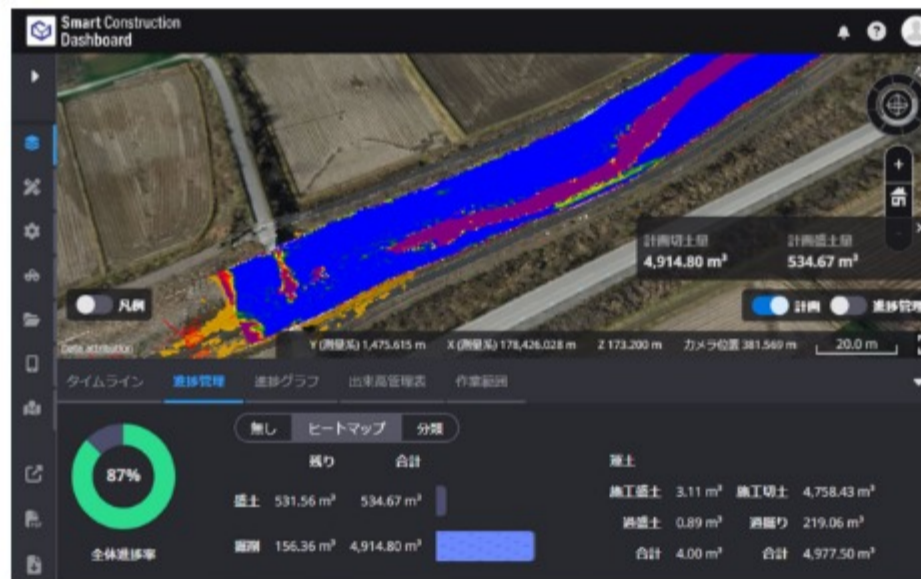 Smart Construction
Dashboard
計画切土量 計画盛土量
4,914.80 m³ 534.67 m³
凡例
計画 進捗管理
Data attribution
Y (測量系) 1,475.615 m X (測量系) 178,426.028 m Z 173.200 m カメラ位置 381.569 m 20.0 m
タイムライン 進捗管理 進捗グラフ 出来高管理表 作業範囲
無し ヒートマップ 分類
残り 合計
盛土 531.56 m³ 534.67 m³
掘削 156.36 m³ 4,914.80 m³
87%
全体進捗率
運土
施工盛土 3.11 m³ 施工切土 4,758.43 m³
過盛土 0.89 m³ 過掘り 219.06 m³
合計 4.00 m³ 合計 4,977.50 m³